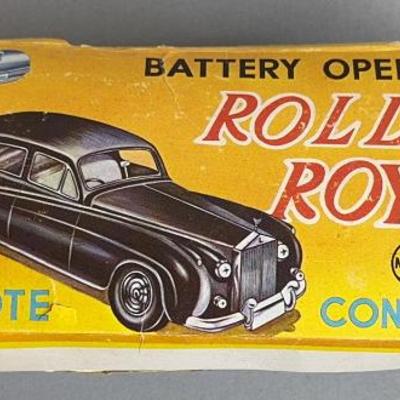 BATTERY OPE
ROLL
ROY
OTE CON